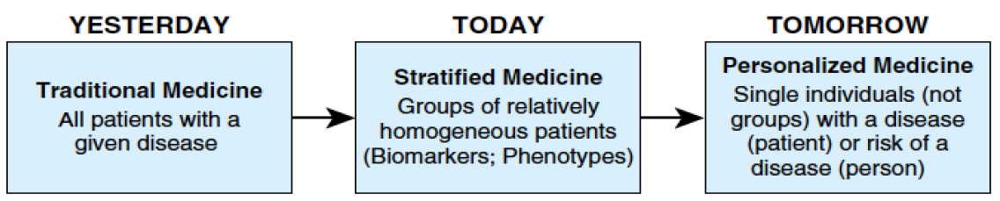 YESTERDAY
Traditional Medicine
All patients with a
given disease
TODAY
Stratified Medicine
Groups of relatively
homogeneous patients
(Biomarkers; Phenotypes)
TOMORROW
Personalized Medicine
Single individuals (not
groups) with a disease
(patient) or risk of a
disease (person)